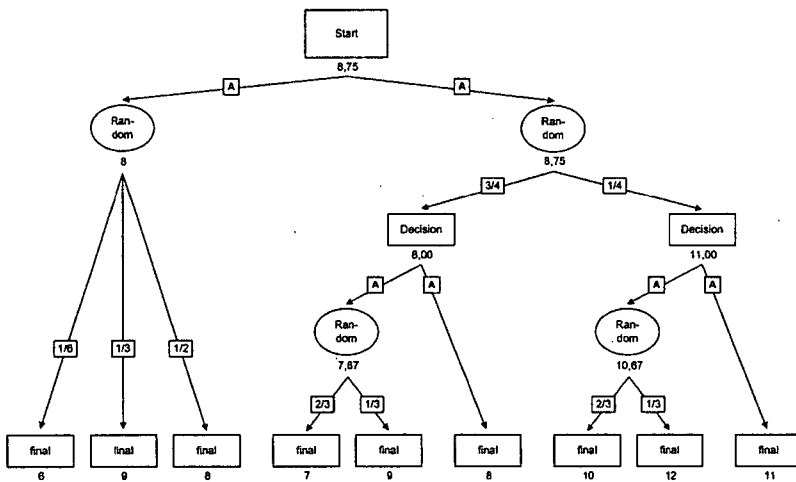 Start
8,75
A
A
Ran-
dom
8
Ran-
dom
8,75
3/4
1/4
Decision
8,00
Decision
11,00
A
A
A
A
Ran-
dom
7,67
Ran-
dom
10,67
1/6
1/3
1/2
2/3
1/3
2/3
1/3
final
final
final
final
final
final
final
final
final
6
9
8
7
9
8
10
12
11